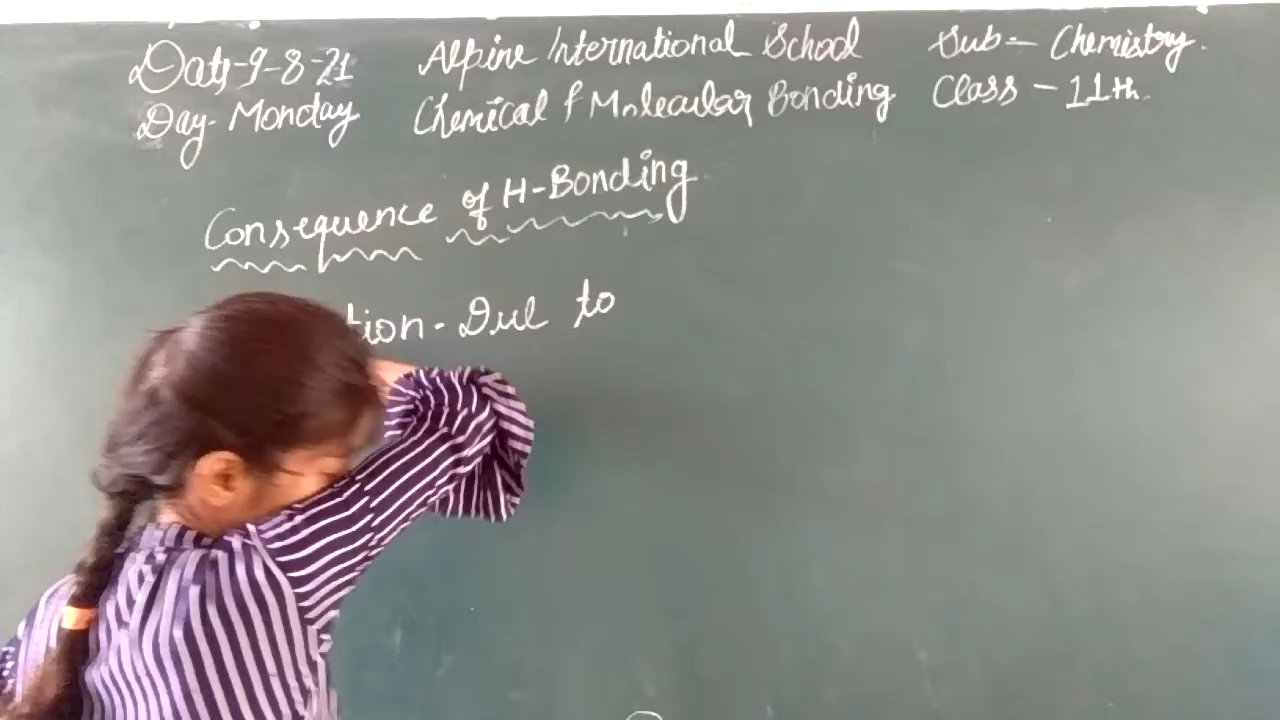 Date-9-8-21 Alpine International School Sub:- Chemistry.
Day- Monday Chemical & Molecular Bonding Class - 11th.
Consequence of H-Bonding
tion- Due to